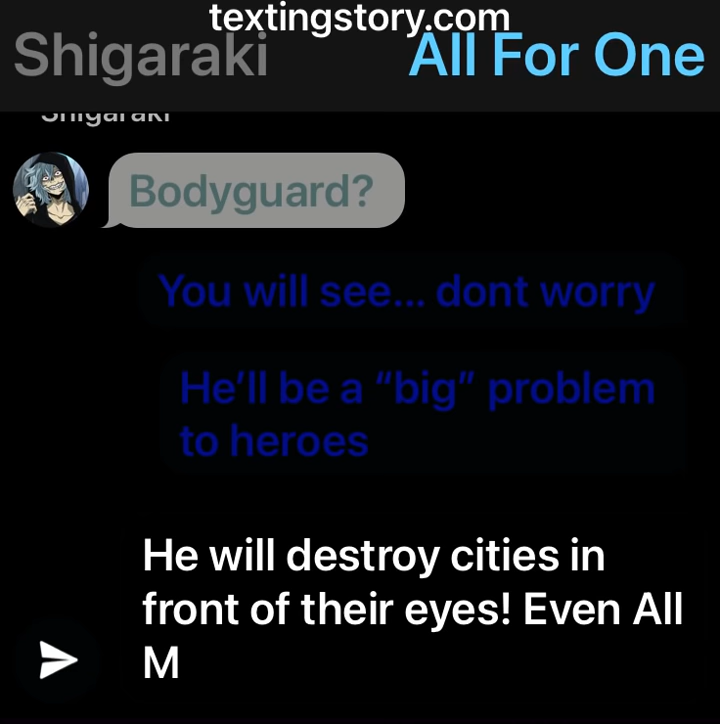 textingstory.com
Shigaraki
All For One
Shigaraki
Bodyguard?
You will see... dont worry
He'll be a “big” problem
to heroes
He will destroy cities in
front of their eyes! Even All
M